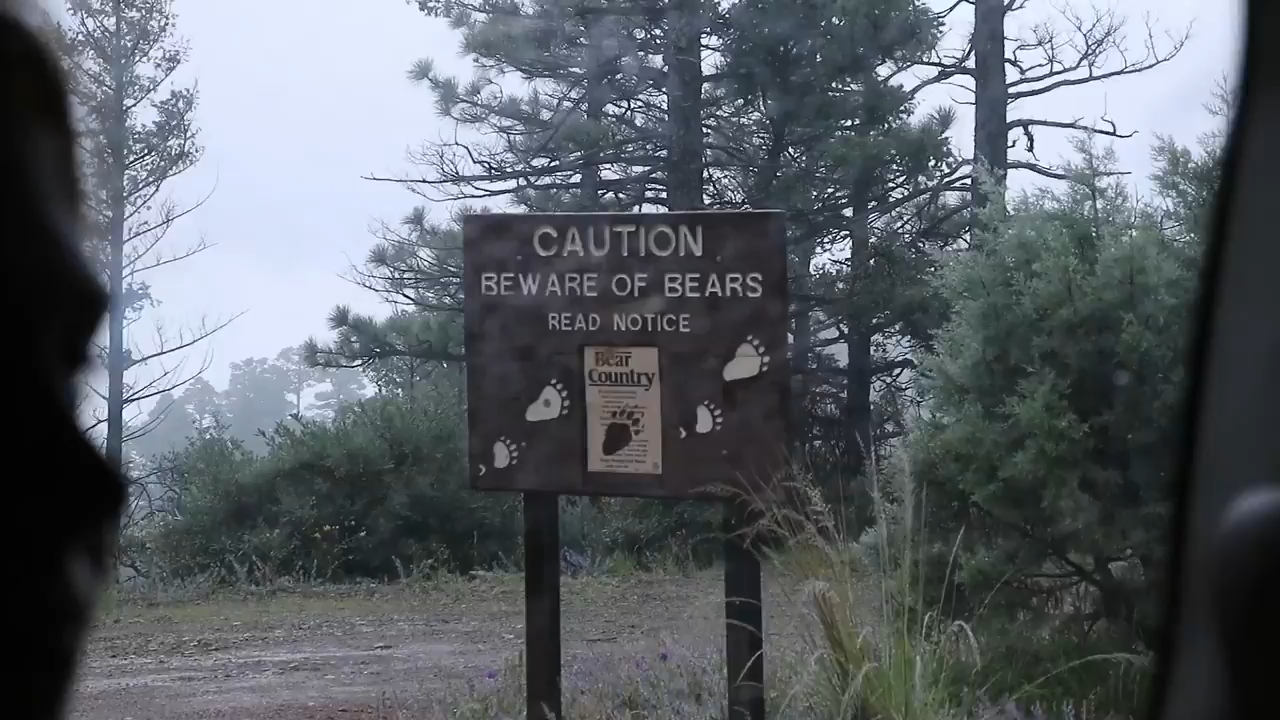 CAUTION
BEWARE OF BEARS
READ NOTICE
Bear
Country